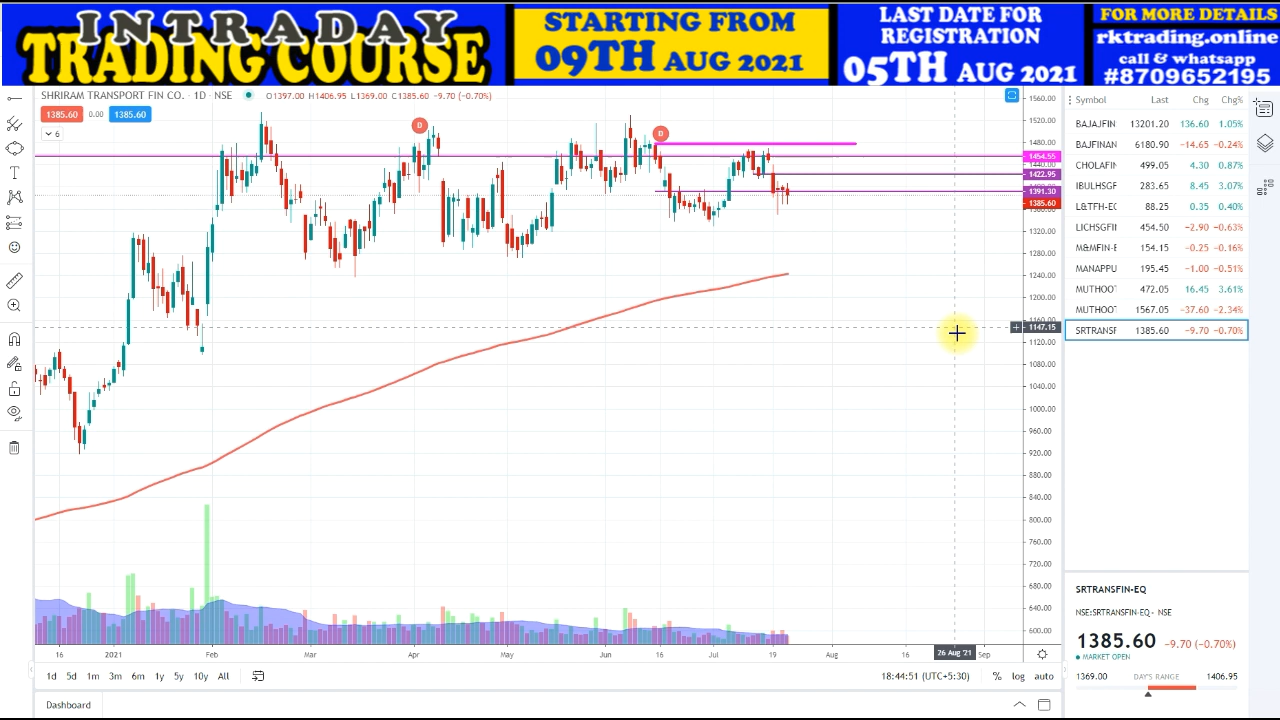 INTRADAY
TRADING COURSE
STARTING FROM
09TH AUG 2021
LAST DATE FOR
REGISTRATION
05TH AUG 2021
FOR MORE DETAILS
rktrading.online
call & whatsapp
#8709652195
SHRIRAM TRANSPORT FIN CO. · 1D · NSE O1397.00 H1406.95 L1369.00 C1385.60 -9.70 (-0.70%)
1385.60 0.00 1385.60
6
D
D
1560.00
1520.00
1480.00
1454.55
1440.00
1422.95
1391.30
1385.60
1320.00
1280.00
1240.00
1200.00
1147.15
1120.00
1080.00
1040.00
1000.00
960.00
920.00
880.00
840.00
800.00
760.00
720.00
680.00
640.00
600.00
16 2021 Feb Mar Apr May Jun 16 Jul 19 Aug 16 26 Aug '21 Sep
1d 5d 1m 3m 6m 1y 5y 10y All
18:44:51 (UTC+5:30) % log auto
Dashboard
Symbol Last Chg Chg%
BAJAJFIN 13201.20 136.60 1.05%
BAJFINAN 6180.90 -14.65 -0.24%
CHOLAFIN 499.05 4.30 0.87%
IBULHSGF 283.65 8.45 3.07%
L&TFH-EQ 88.25 0.35 0.40%
LICHSGFIN 454.50 -2.90 -0.63%
M&MFIN-E 154.15 -0.25 -0.16%
MANAPPU 195.45 -1.00 -0.51%
MUTHOOT 472.05 16.45 3.61%
MUTHOOT 1567.05 -37.60 -2.34%
SRTRANSF 1385.60 -9.70 -0.70%
SRTRANSFIN-EQ
NSE:SRTRANSFIN-EQ - NSE
1385.60 -9.70 (-0.70%)
MARKET OPEN
1369.00 DAY'S RANGE 1406.95